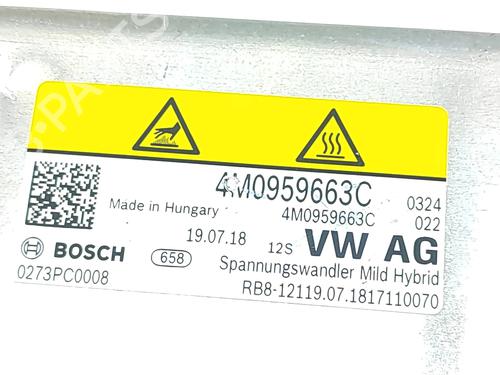 4M0959663C 0324
Made in Hungary 4M0959663C 022
19.07.18 12S VW AG
BOSCH 658 Spannungswandler Mild Hybrid
0273PC0008 RB8-12119.07.1817110070